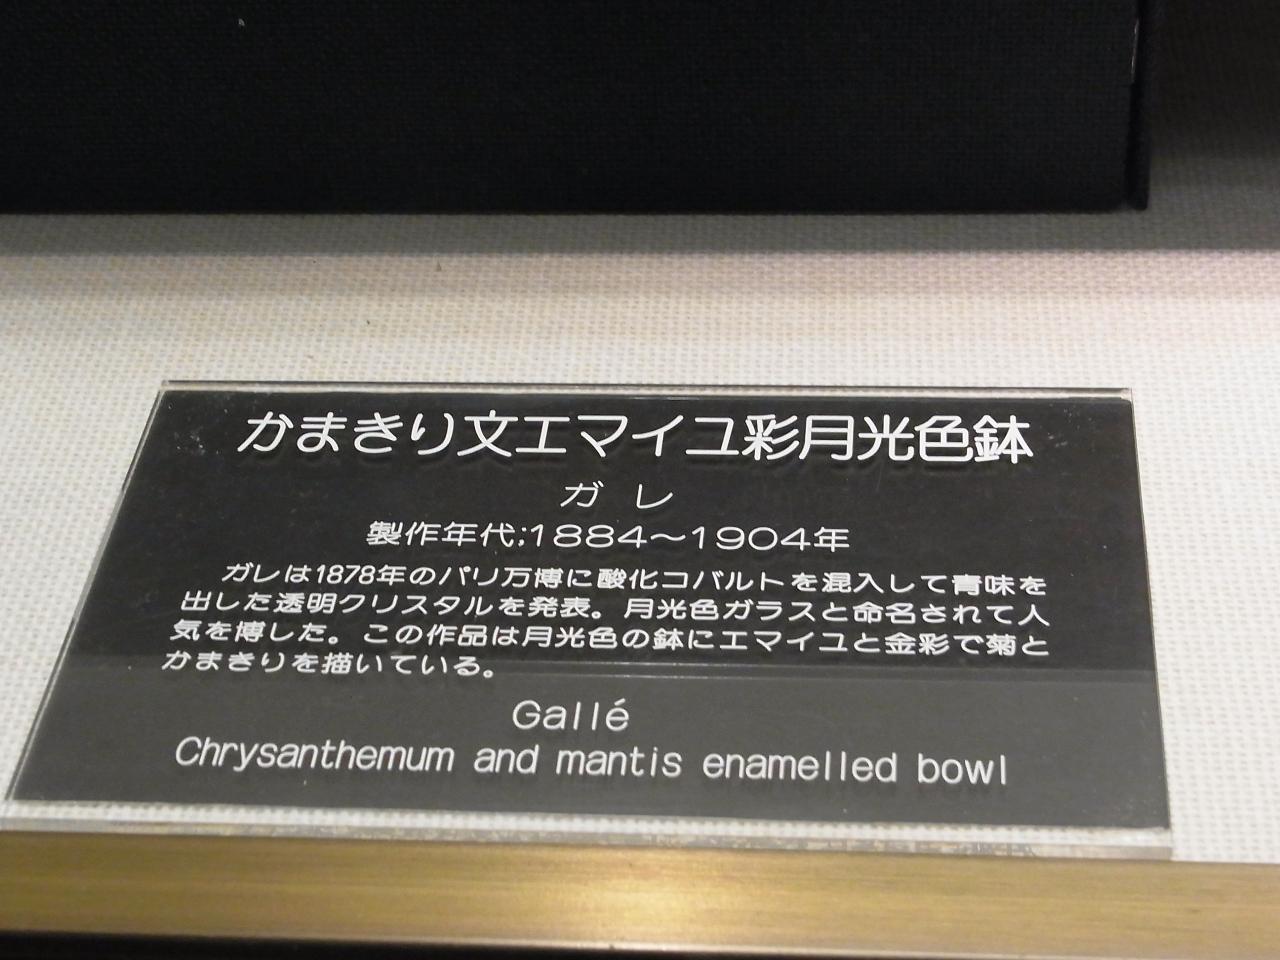 かまきり文エマイユ彩月光色鉢
ガ レ
製作年代:1884～1904年
ガレは1878年のパリ万博に酸化コバルトを混入して青味を
出した透明クリスタルを発表。月光色ガラスと命名されて人
気を博した。この作品は月光色の鉢にエマイユと金彩で菊と
かまきりを描いている。
Gallé
Chrysanthemum and mantis enamelled bowl